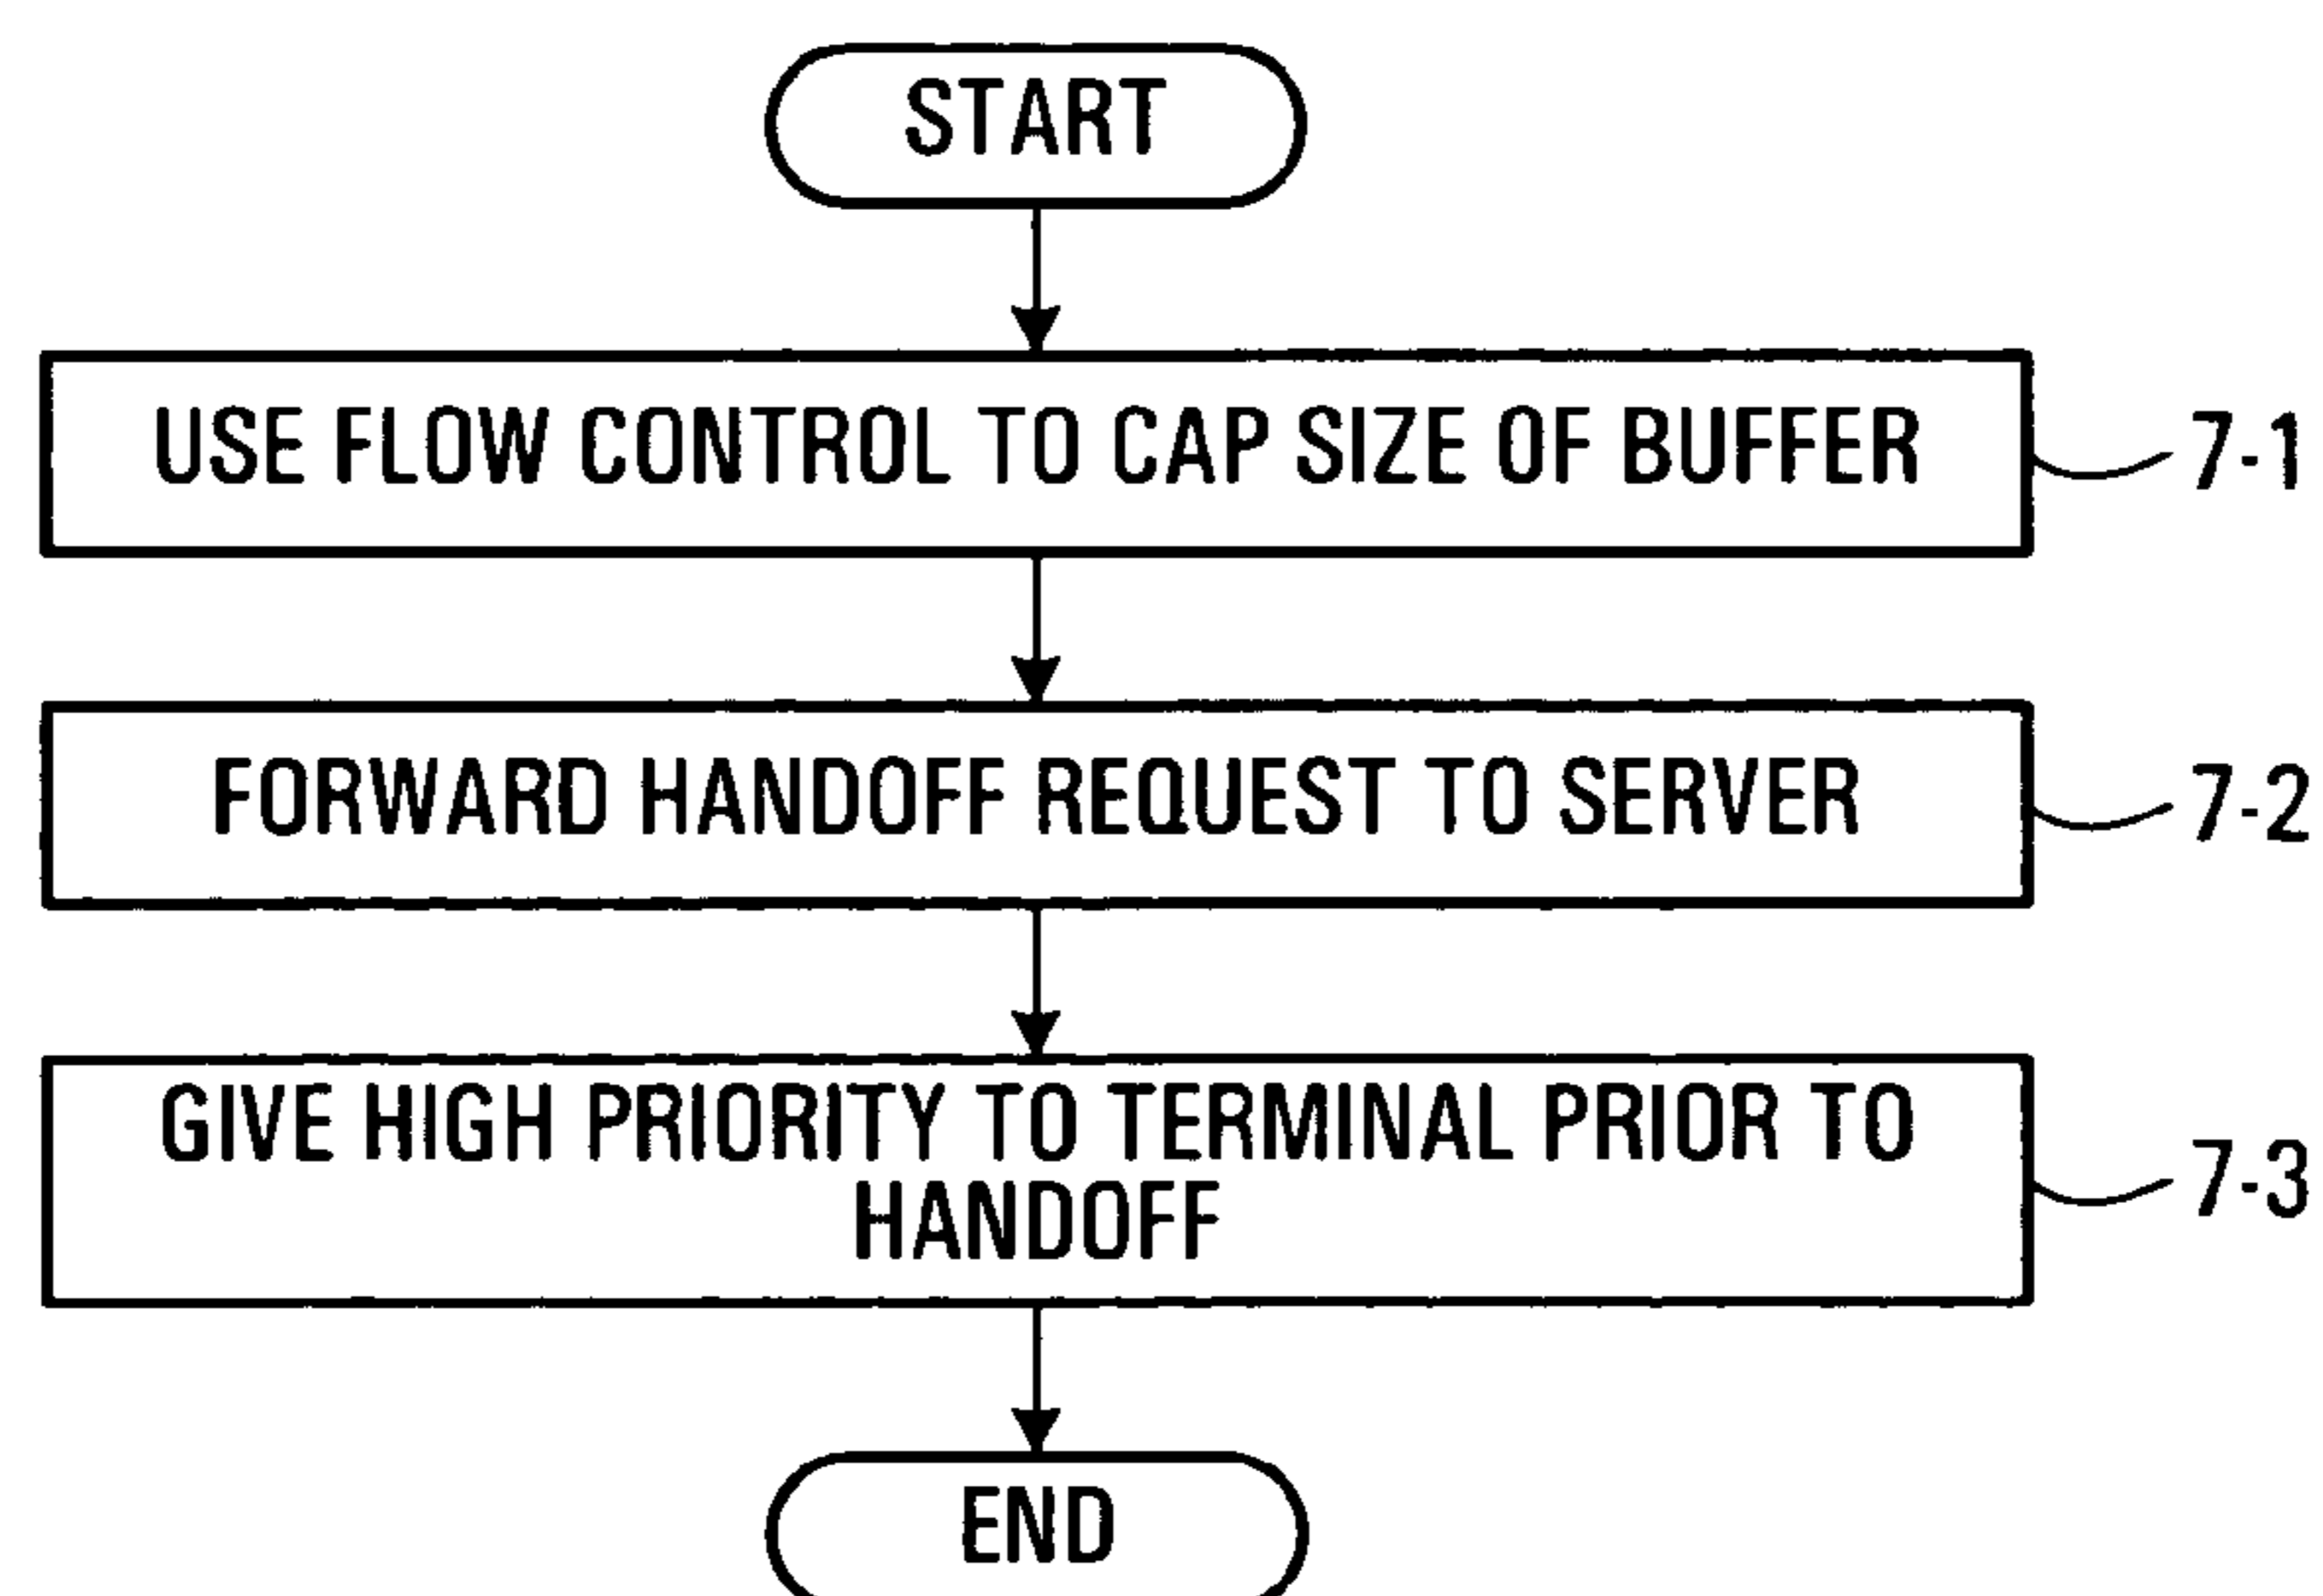 START
USE FLOW CONTROL TO CAP SIZE OF BUFFER
7-1
FORWARD HANDOFF REQUEST TO SERVER
7-2
GIVE HIGH PRIORITY TO TERMINAL PRIOR TO
HANDOFF
7-3
END